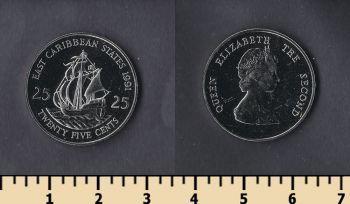 EAST CARIBBEAN STATES 1991
25 25
TWENTY FIVE CENTS
QUEEN ELIZABETH THE SECOND
1 2 3 4 5 6 7